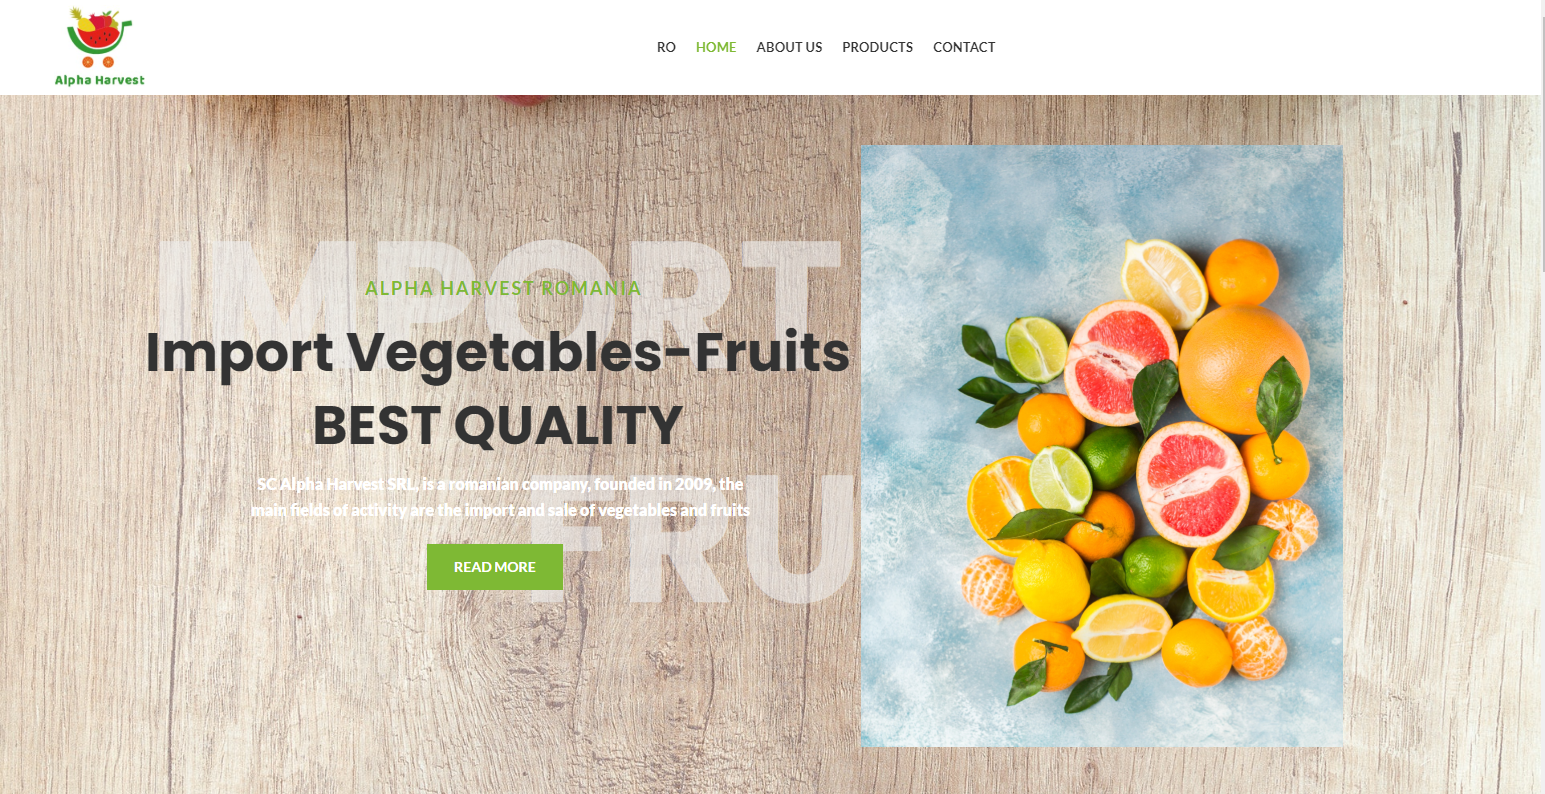 Alpha Harvest
RO HOME ABOUT US PRODUCTS CONTACT
IMPORT
ALPHA HARVEST ROMANIA
Import Vegetables-Fruits
BEST QUALITY
SC Alpha Harvest SRL, is a romanian company, founded in 2009, the
main fields of activity are the import and sale of vegetables and fruits
FRU
READ MORE